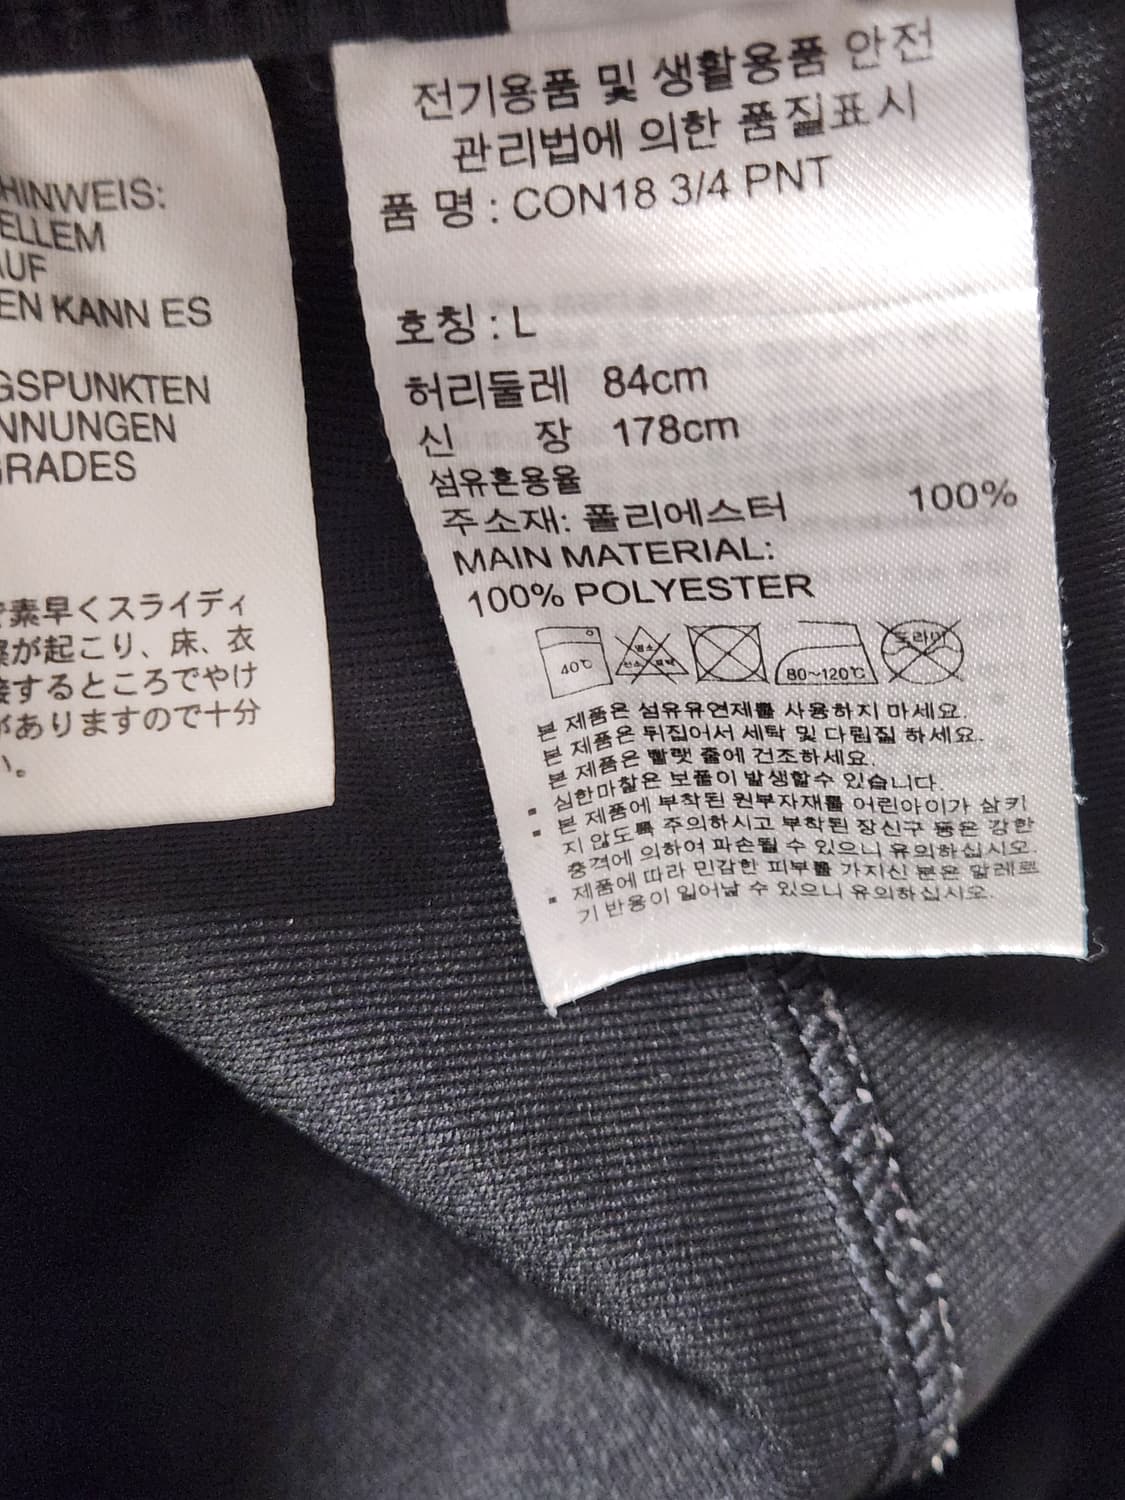 HINWEIS:
ELLEM
AUF
EN KANN ES
GSPUNKTEN
NNUNGEN
GRADES
で素早くスライディ
擦が起こり、床、衣
接するところでやけ
がありますので十分
い。
전기용품 및 생활용품 안전
관리법에 의한 품질표시
품 명 : CON18 3/4 PNT
호칭 : L
허리둘레 84cm
신 장 178cm
섬유혼용율
주소재: 폴리에스터 100%
MAIN MATERIAL:
100% POLYESTER
40℃
80~120℃
드라이
본 제품은 섬유유연제를 사용하지 마세요.
본 제품은 뒤집어서 세탁 및 다림질 하세요.
본 제품은 빨랫 줄에 건조하세요.
▪ 심한마찰은 보풀이 발생할수 있습니다.
▪ 본 제품에 부착된 원부자재를 어린아이가 삼키
지 않도록 주의하시고 부착된 장신구 등은 강한
충격에 의하여 파손될 수 있으니 유의하십시오.
▪ 제품에 따라 민감한 피부를 가지신 분은 알레르
기 반응이 일어날 수 있으니 유의하십시오.